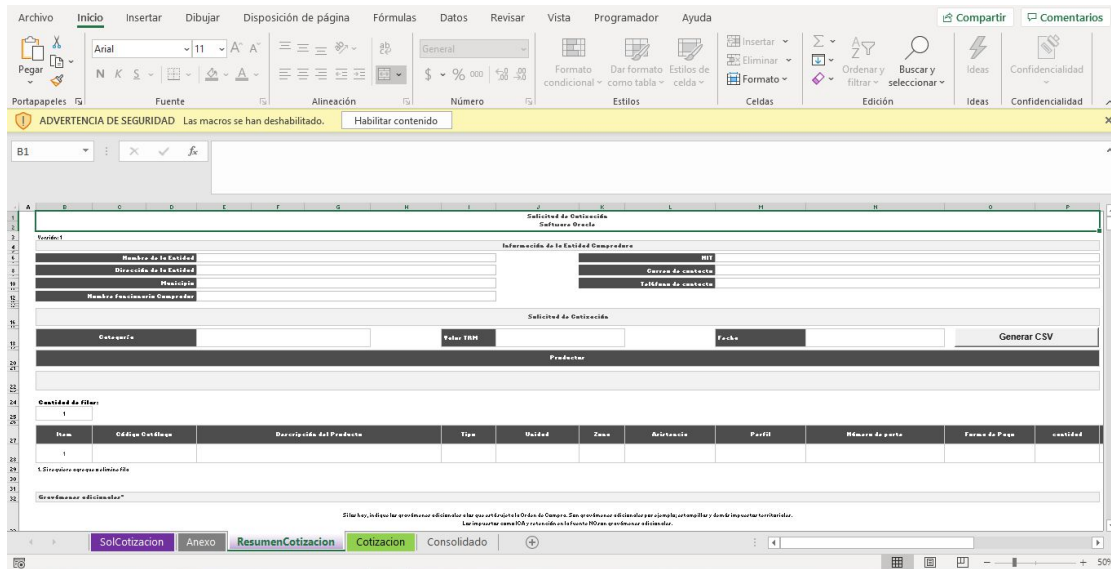 Archivo Inicio Insertar Dibujar Disposición de página Fórmulas Datos Revisar Vista Programador Ayuda Compartir Comentarios
Pegar Arial 11 A A General Insertar
N K S $ % 000 Formato condicional Dar formato como tabla Estilos de celda Eliminar Formato Ordenar y filtrar Buscar y seleccionar Ideas Confidencialidad
Portapapeles Fuente Alineación Número Estilos Celdas Edición Ideas Confidencialidad
ADVERTENCIA DE SEGURIDAD Las macros se han deshabilitado. Habilitar contenido
B1 fx
A B C D E F G H I J K L M N O P
Solicitud de Cotización
Software Oracle
Versión: 1
Información de la Entidad Compradora
Nombre de la Entidad NIT
Dirección de la Entidad Correo de contacto
Municipio Teléfono de contacto
Nombre funcionario Comprador
Solicitud de Cotización
Categoría Valor TRM Fecha Generar CSV
Productos
Cantidad de filas:
1
Item Código Catálogo Descripción del Producto Tipo Unidad Zona Asistencia Perfil Número de parte Forma de Pago cantidad
1
1. Si requiere agregue o elimine fila
Gravámenes adicionales*
Si las hay, indique los gravámenes adicionales a los que está sujeta la Orden de Compra. Son gravámenes adicionales por ejemplo; estampillas y demás impuestos territoriales.
Los impuestos como ICA y retención en la fuente NO son gravámenes adicionales.
SolCotizacion Anexo ResumenCotizacion Cotizacion Consolidado
50%